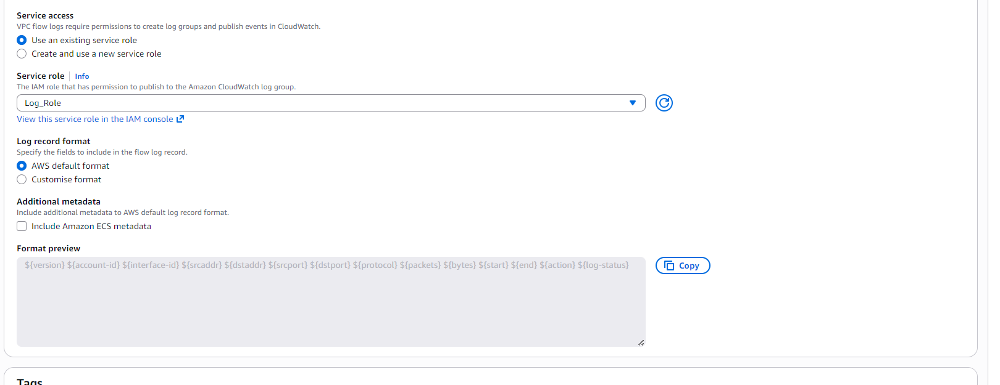 Service access
VPC flow logs require permissions to create log groups and publish events in CloudWatch.
Use an existing service role
Create and use a new service role
Service role Info
The IAM role that has permission to publish to the Amazon CloudWatch log group.
Log_Role
View this service role in the IAM console
Log record format
Specify the fields to include in the flow log record.
AWS default format
Customise format
Additional metadata
Include additional metadata to AWS default log record format.
Include Amazon ECS metadata
Format preview
${version} ${account-id} ${interface-id} ${srcaddr} ${dstaddr} ${srcport} ${dstport} ${protocol} ${packets} ${bytes} ${start} ${end} ${action} ${log-status}
Copy
Tags